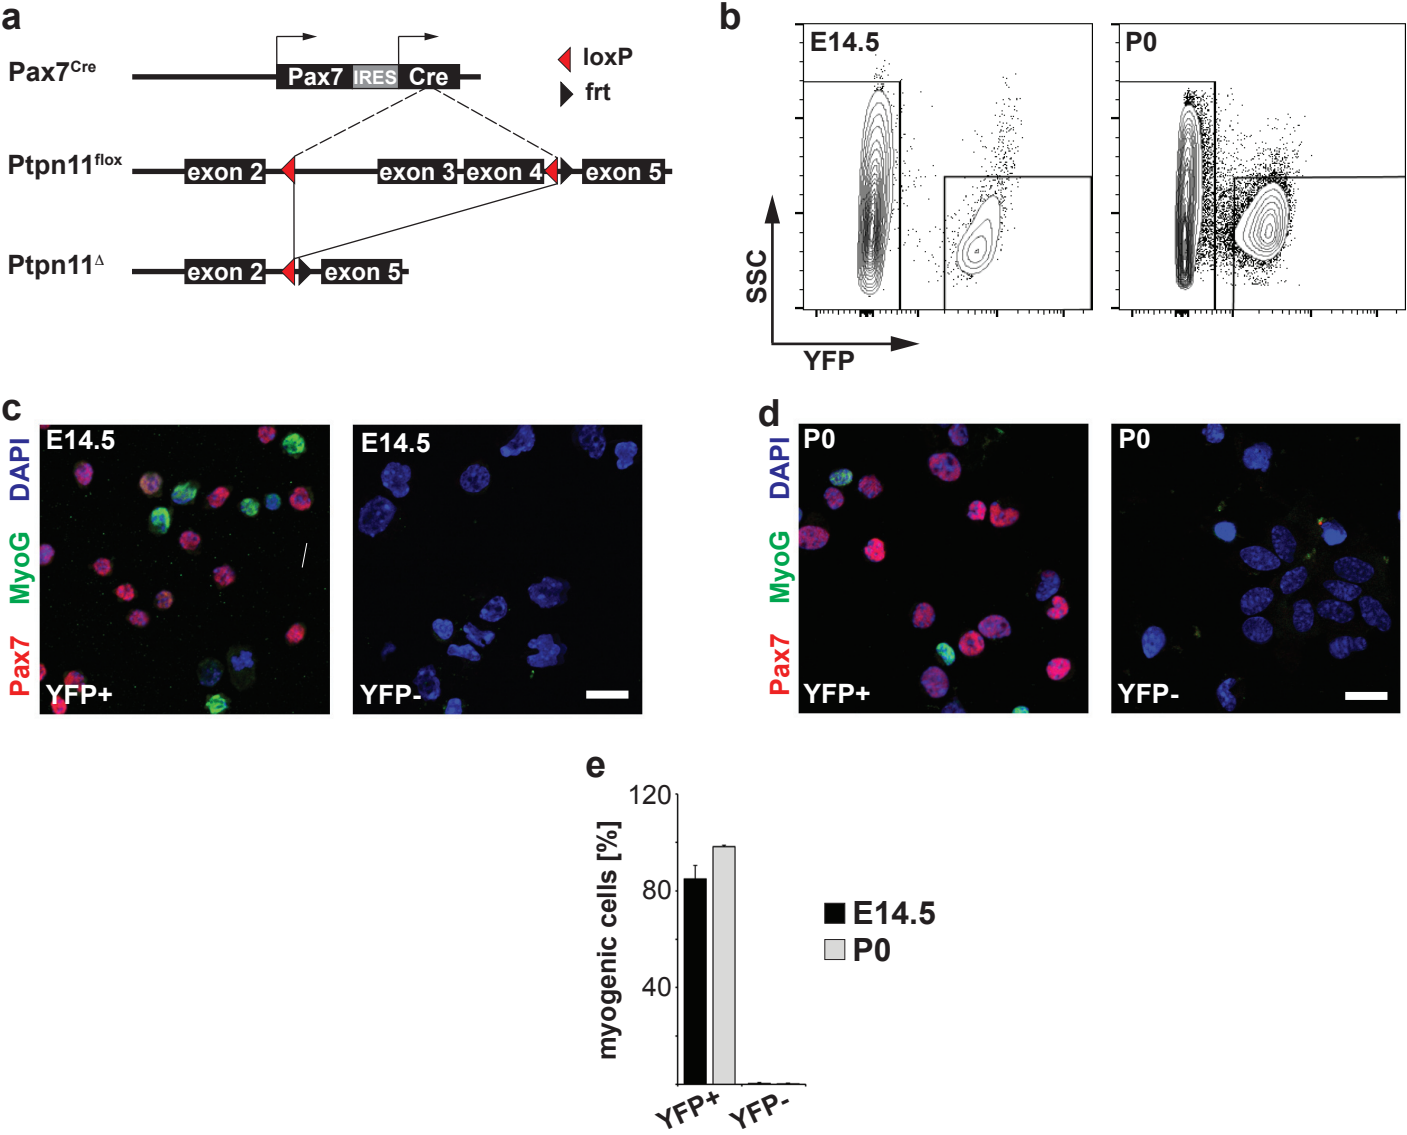 a
Pax7Cre
Pax7 IRES Cre
loxP
frt
Ptpn11flox
exon 2 exon 3 exon 4 exon 5
Ptpn11Δ
exon 2 exon 5
b
E14.5
P0
SSC
YFP
c
Pax7 MyoG DAPI
E14.5
YFP+
E14.5
YFP-
d
Pax7 MyoG DAPI
P0
YFP+
P0
YFP-
e
myogenic cells [%]
120
80
40
YFP+ YFP-
E14.5
P0